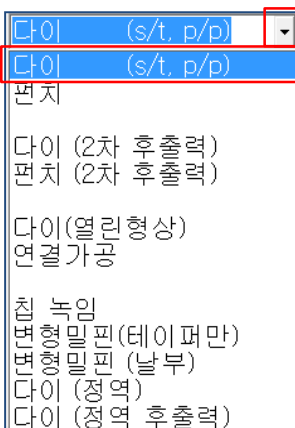 다이 (s/t, p/p)
다이 (s/t, p/p)
펀치
다이 (2차 후출력)
펀치 (2차 후출력)
다이(열린형상)
연결가공
칩 녹임
변형밀핀(테이퍼만)
변형밀핀 (날부)
다이 (정역)
다이 (정역 후출력)